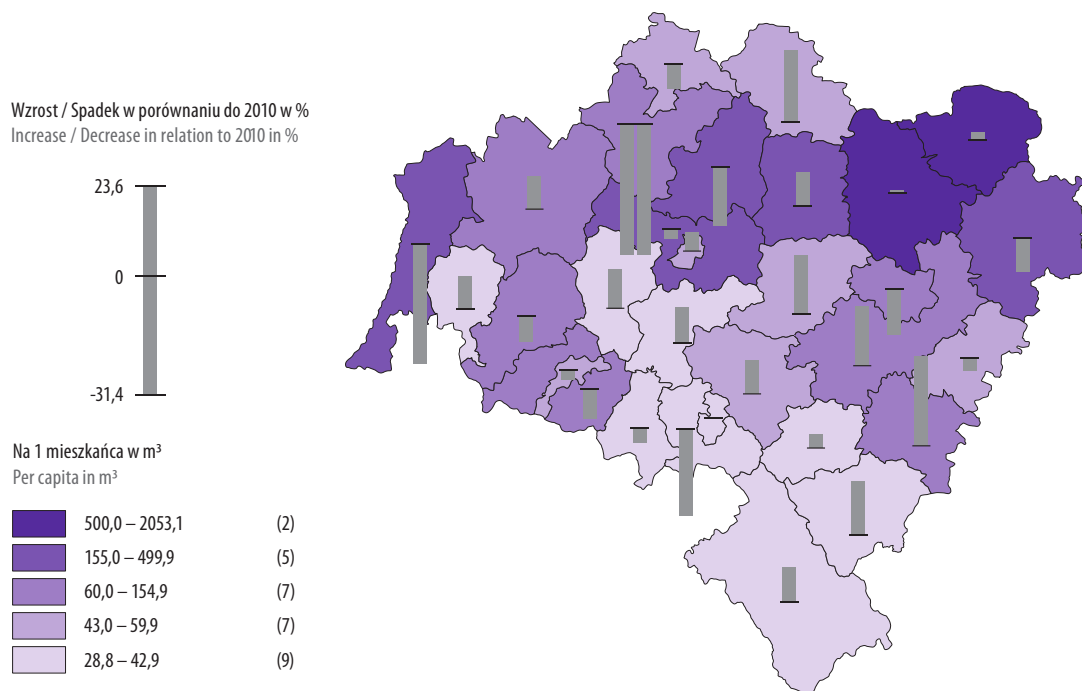 Wzrost / Spadek w porównaniu do 2010 w %
Increase / Decrease in relation to 2010 in %
23,6
0
-31,4
Na 1 mieszkańca w m³
Per capita in m³
500,0 – 2053,1 (2)
155,0 – 499,9 (5)
60,0 – 154,9 (7)
43,0 – 59,9 (7)
28,8 – 42,9 (9)